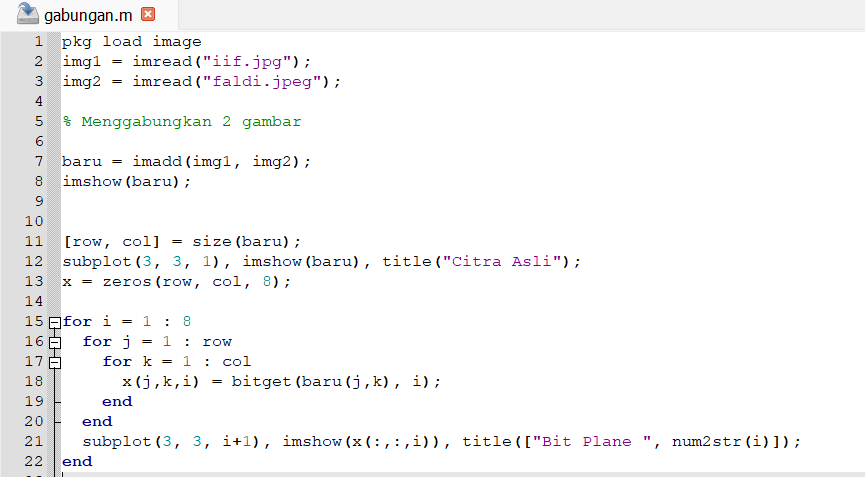 gabungan.m
1 pkg load image
2 img1 = imread("iif.jpg");
3 img2 = imread("faldi.jpeg");
4
5 % Menggabungkan 2 gambar
6
7 baru = imadd(img1, img2);
8 imshow(baru);
9
10
11 [row, col] = size(baru);
12 subplot(3, 3, 1), imshow(baru), title("Citra Asli");
13 x = zeros(row, col, 8);
14
15 for i = 1 : 8
16   for j = 1 : row
17     for k = 1 : col
18       x(j,k,i) = bitget(baru(j,k), i);
19     end
20   end
21   subplot(3, 3, i+1), imshow(x(:,:,i)), title(["Bit Plane ", num2str(i)]);
22 end